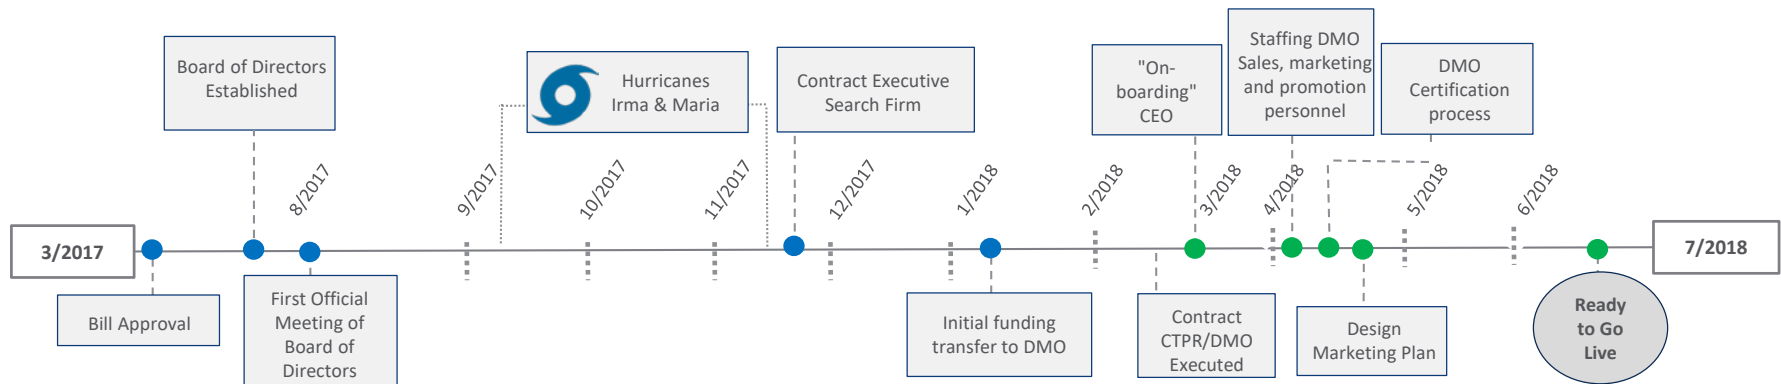 Board of Directors
Established
Hurricanes
Irma & Maria
Contract Executive
Search Firm
"On-
boarding"
CEO
Staffing DMO
Sales, marketing
and promotion
personnel
DMO
Certification
process
8/2017
9/2017
10/2017
11/2017
12/2017
1/2018
2/2018
3/2018
4/2018
5/2018
6/2018
3/2017
7/2018
Bill Approval
First Official
Meeting of
Board of
Directors
Initial funding
transfer to DMO
Contract
CTPR/DMO
Executed
Design
Marketing Plan
Ready
to Go
Live